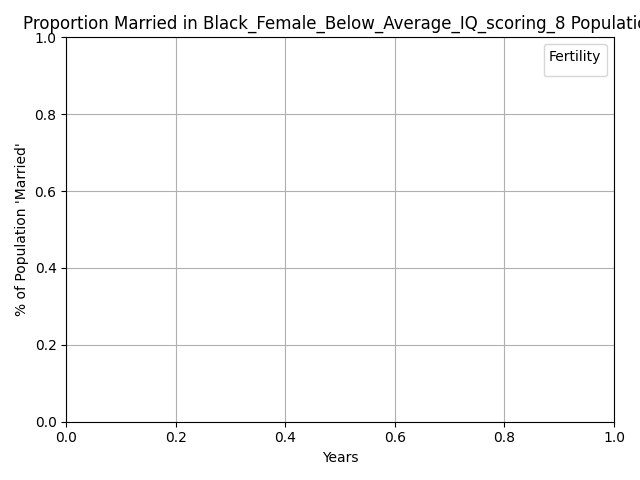 Proportion Married in Black_Female_Below_Average_IQ_scoring_8 Populatio
1.0
Fertility
0.8
0.6
0.4
0.2
0.0
% of Population 'Married'
0.0 0.2 0.4 0.6 0.8 1.0
Years